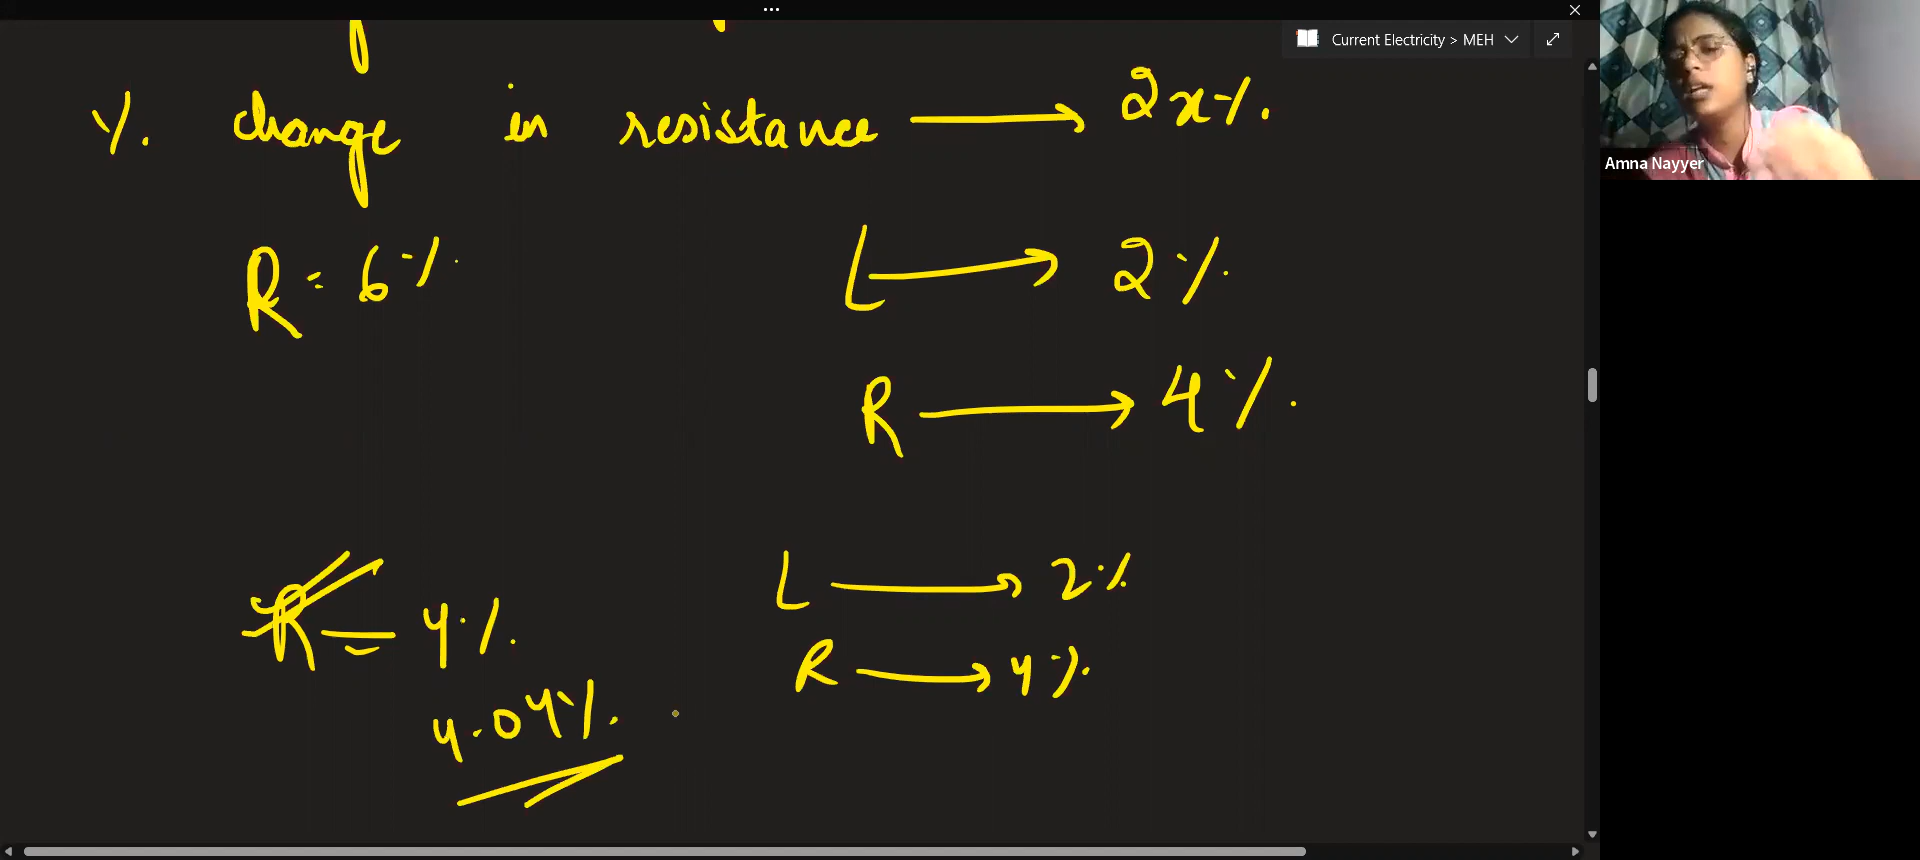 Current Electricity > MEH
% change in resistance → 2x%.
R = 6%.
L → 2%.
R → 4%.
R = 4%.
4.04%.
L → 2%.
R → 4%.
Amna Nayyer